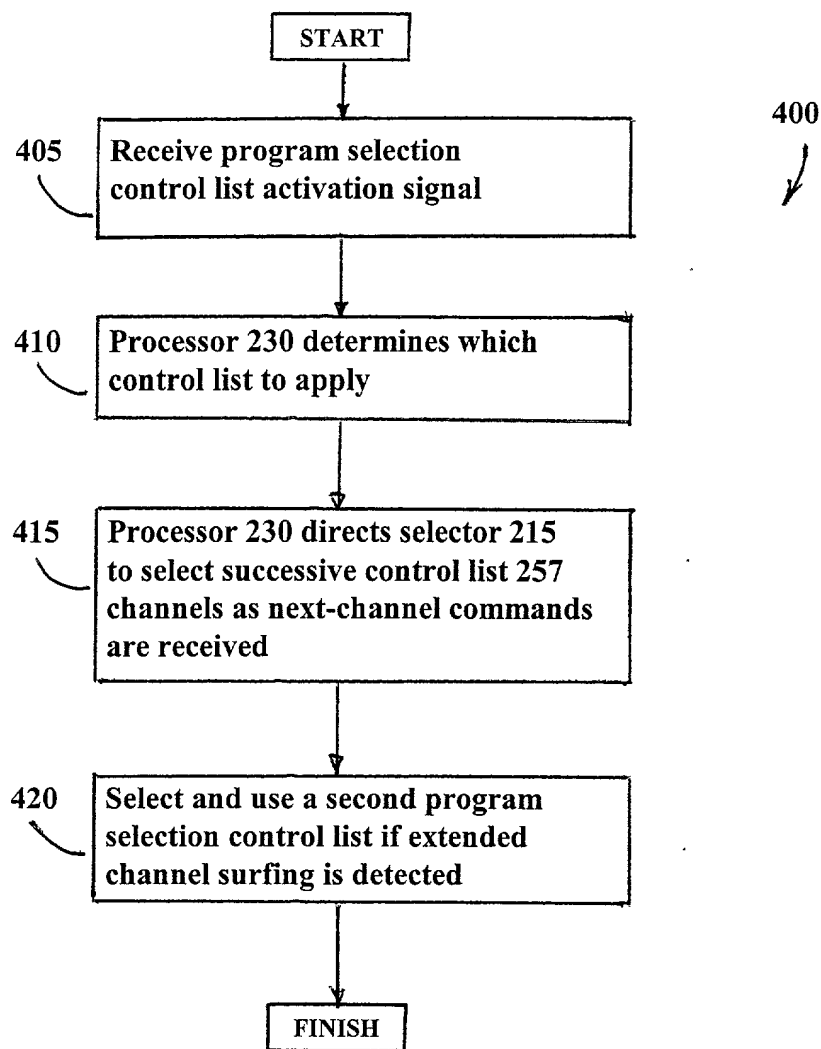 START
400
405
Receive program selection
control list activation signal
410
Processor 230 determines which
control list to apply
415
Processor 230 directs selector 215
to select successive control list 257
channels as next-channel commands
are received
420
Select and use a second program
selection control list if extended
channel surfing is detected
FINISH